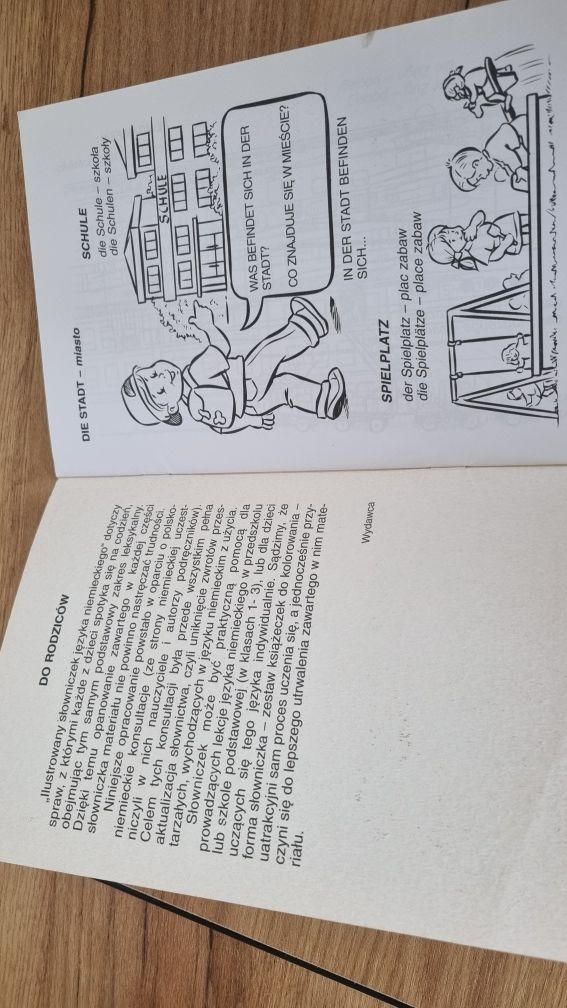 DO RODZICÓW
„Ilustrowany słowniczek języka niemieckiego" dotyczy
spraw, z którymi każde z dzieci spotyka się na codzień,
obejmując tym samym podstawowy zakres leksykalny.
Dzięki temu opanowanie zawartego w każdej części
słowniczka materiału nie powinno nastręczać trudności.
Niniejsze opracowanie powstało w oparciu o polsko-
niemieckie konsultacje (ze strony niemieckiej uczest-
niczyli w nich nauczyciele i autorzy podręczników).
Celem tych konsultacji była przede wszystkim pełna
aktualizacja słownictwa, czyli uniknięcie zwrotów przes-
tarzałych, wychodzących w języku niemieckim z użycia.
Słowniczek może być praktyczną pomocą dla
prowadzących lekcje języka niemieckiego w przedszkolu
lub szkole podstawowej (w klasach 1- 3), lub dla dzieci
uczących się tego języka indywidualnie. Sądzimy, że
forma słowniczka – zestaw książeczek do kolorowania –
uatrakcyjni sam proces uczenia się, a jednocześnie przy-
czyni się do lepszego utrwalenia zawartego w nim mate-
riału.
Wydawca
DIE STADT – miasto
SCHULE
die Schule – szkoła
die Schulen – szkoły
SCHULE
WAS BEFINDET SICH IN DER
STADT?
CO ZNAJDUJE SIĘ W MIEŚCIE?
IN DER STADT BEFINDEN
SICH...
SPIELPLATZ
der Spielplatz – plac zabaw
die Spielplätze – place zabaw